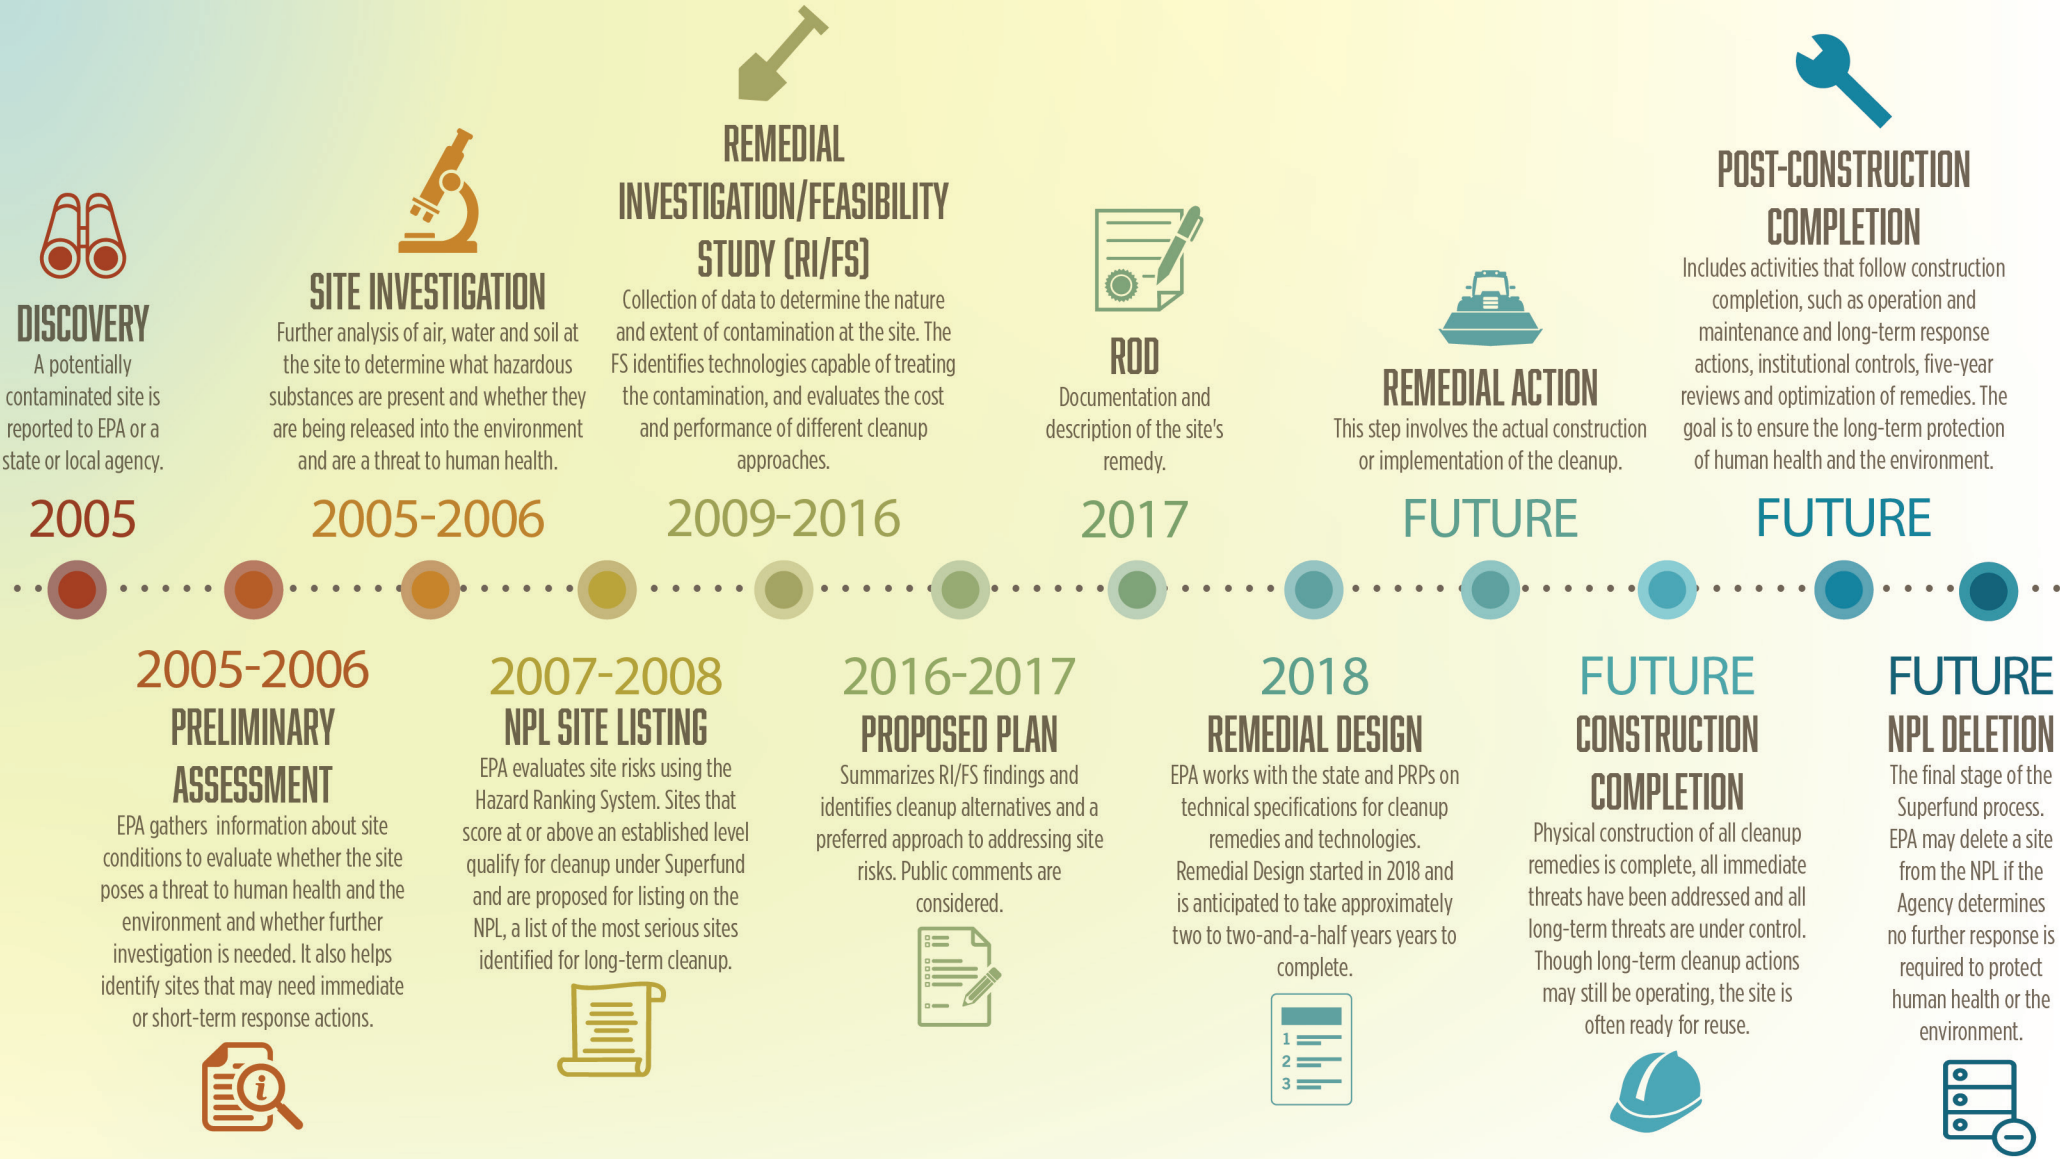 DISCOVERY
A potentially
contaminated site is
reported to EPA or a
state or local agency.
2005
2005-2006
PRELIMINARY
ASSESSMENT
EPA gathers information about site
conditions to evaluate whether the site
poses a threat to human health and the
environment and whether further
investigation is needed. It also helps
identify sites that may need immediate
or short-term response actions.
i
SITE INVESTIGATION
Further analysis of air, water and soil at
the site to determine what hazardous
substances are present and whether they
are being released into the environment
and are a threat to human health.
2005-2006
2007-2008
NPL SITE LISTING
EPA evaluates site risks using the
Hazard Ranking System. Sites that
score at or above an established level
qualify for cleanup under Superfund
and are proposed for listing on the
NPL, a list of the most serious sites
identified for long-term cleanup.
REMEDIAL
INVESTIGATION/FEASIBILITY
STUDY (RI/FS)
Collection of data to determine the nature
and extent of contamination at the site. The
FS identifies technologies capable of treating
the contamination, and evaluates the cost
and performance of different cleanup
approaches.
2009-2016
2016-2017
PROPOSED PLAN
Summarizes RI/FS findings and
identifies cleanup alternatives and a
preferred approach to addressing site
risks. Public comments are
considered.
ROD
Documentation and
description of the site's
remedy.
2017
2018
REMEDIAL DESIGN
EPA works with the state and PRPs on
technical specifications for cleanup
remedies and technologies.
Remedial Design started in 2018 and
is anticipated to take approximately
two to two-and-a-half years years to
complete.
1
2
3
REMEDIAL ACTION
This step involves the actual construction
or implementation of the cleanup.
FUTURE
FUTURE
CONSTRUCTION
COMPLETION
Physical construction of all cleanup
remedies is complete, all immediate
threats have been addressed and all
long-term threats are under control.
Though long-term cleanup actions
may still be operating, the site is
often ready for reuse.
POST-CONSTRUCTION
COMPLETION
Includes activities that follow construction
completion, such as operation and
maintenance and long-term response
actions, institutional controls, five-year
reviews and optimization of remedies. The
goal is to ensure the long-term protection
of human health and the environment.
FUTURE
FUTURE
NPL DELETION
The final stage of the
Superfund process.
EPA may delete a site
from the NPL if the
Agency determines
no further response is
required to protect
human health or the
environment.